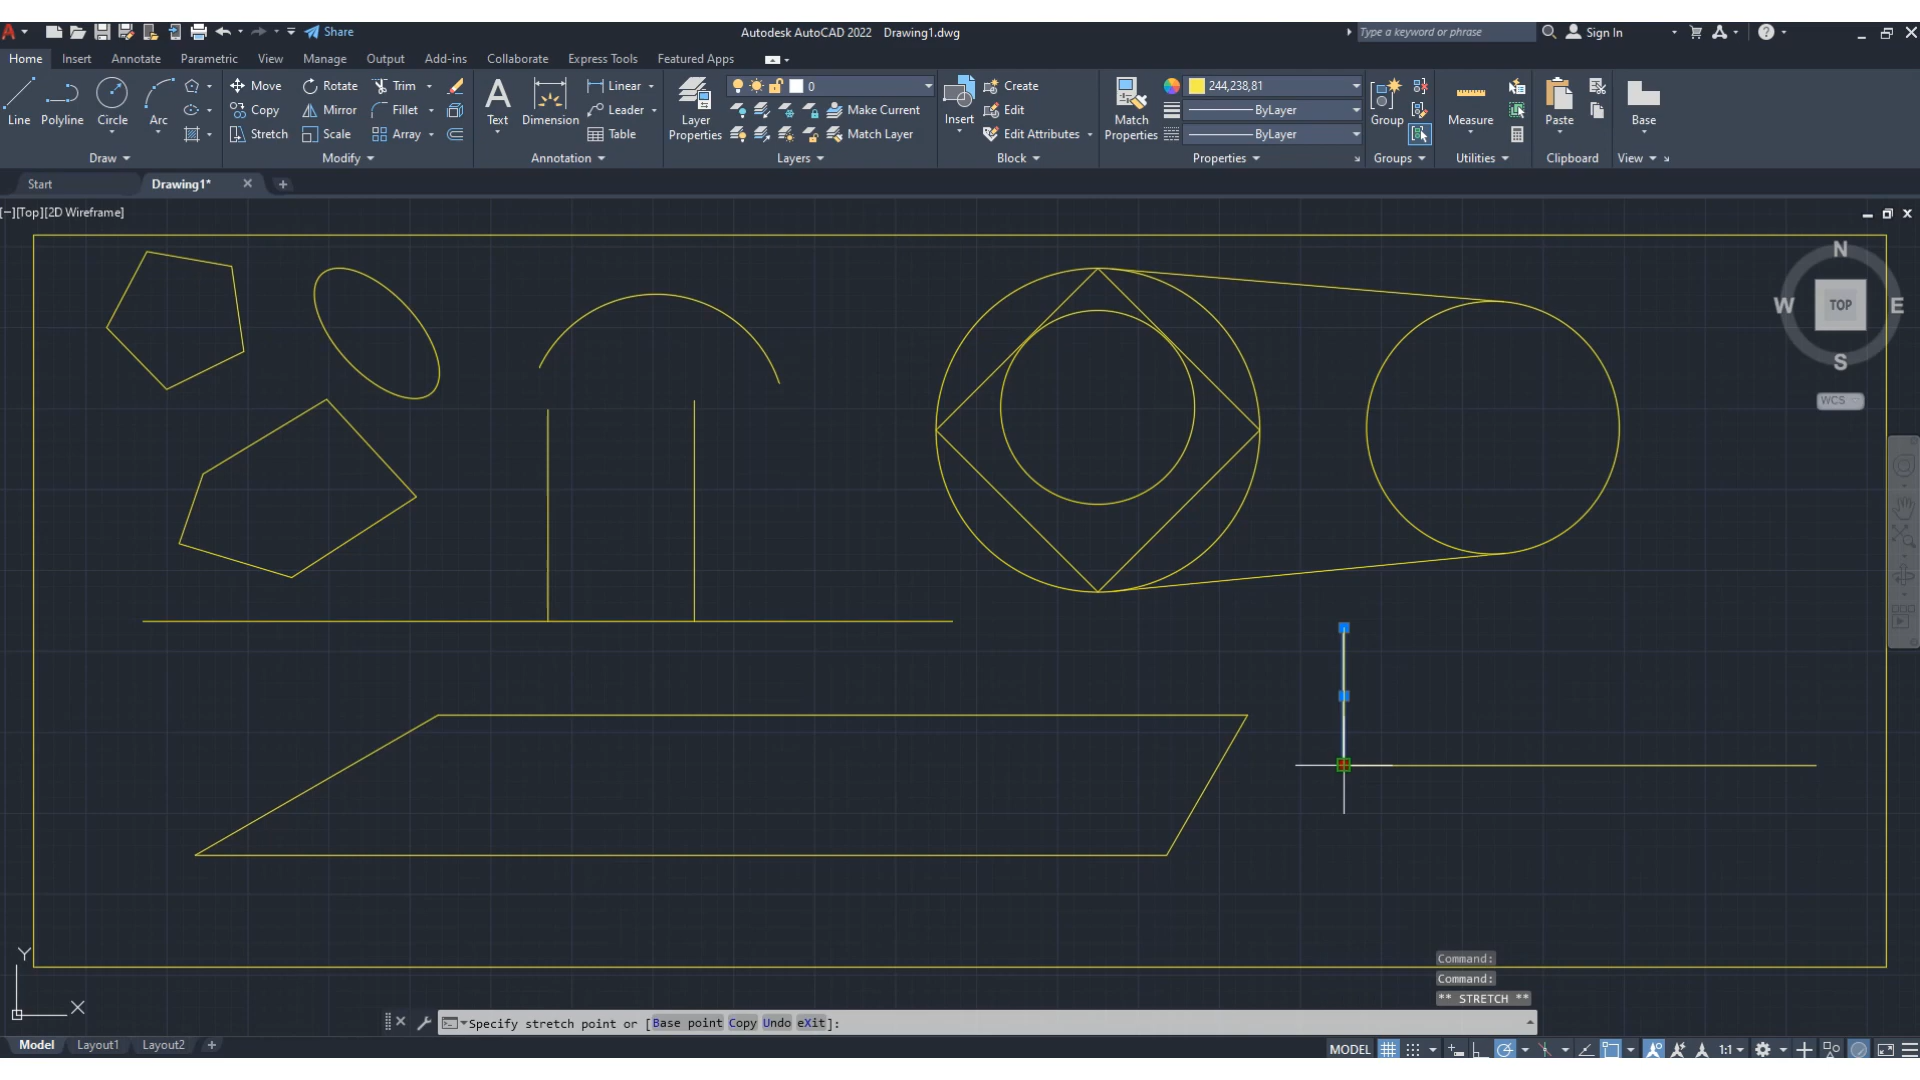 Share
Autodesk AutoCAD 2022 Drawing1.dwg
Type a keyword or phrase
Sign In
Home Insert Annotate Parametric View Manage Output Add-ins Collaborate Express Tools Featured Apps
Line Polyline Circle Arc
Move Rotate Trim
Copy Mirror Fillet
Stretch Scale Array
Text Dimension
Linear
Leader
Table
Layer Properties
0
Make Current
Match Layer
Insert
Create
Edit
Edit Attributes
Match Properties
244,238,81
ByLayer
ByLayer
Group
Measure
Paste
Base
Draw Modify Annotation Layers Block Properties Groups Utilities Clipboard View
Start Drawing1*
[−][Top][2D Wireframe]
N
W TOP E
S
WCS
Y
X
Command:
Command:
** STRETCH **
Specify stretch point or [Base point Copy Undo eXit]:
Model Layout1 Layout2
MODEL 1:1